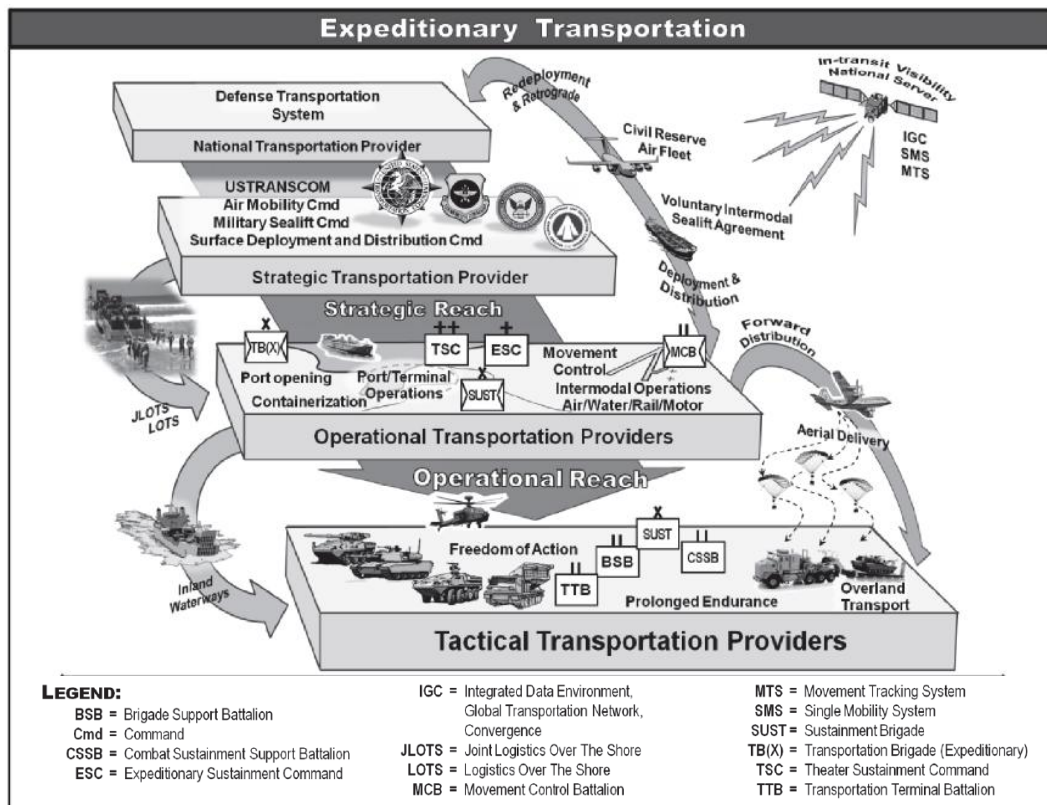 Expeditionary Transportation
In-transit Visibility
National Server
IGC
SMS
MTS
Redeployment
& Retrograde
Civil Reserve
Air Fleet
Voluntary Intermodal
Sealift Agreement
Deployment &
Distribution
Defense Transportation
System
National Transportation Provider
USTRANSCOM
Air Mobility Cmd
Military Sealift Cmd
Surface Deployment and Distribution Cmd
Strategic Transportation Provider
Strategic Reach
X
TB(X)
++
TSC
+
ESC
X
SUST
II
MCB
Movement
Control
Port opening
Containerization
Port/Terminal
Operations
Intermodal Operations
Air/Water/Rail/Motor
Operational Transportation Providers
JLOTS
LOTS
Forward
Distribution
Aerial Delivery
Operational Reach
Inland
Waterways
Freedom of Action
II
TTB
II
BSB
X
SUST
II
CSSB
Prolonged Endurance
Overland
Transport
Tactical Transportation Providers
LEGEND:
BSB = Brigade Support Battalion
Cmd = Command
CSSB = Combat Sustainment Support Battalion
ESC = Expeditionary Sustainment Command
IGC = Integrated Data Environment,
Global Transportation Network,
Convergence
JLOTS = Joint Logistics Over The Shore
LOTS = Logistics Over The Shore
MCB = Movement Control Battalion
MTS = Movement Tracking System
SMS = Single Mobility System
SUST = Sustainment Brigade
TB(X) = Transportation Brigade (Expeditionary)
TSC = Theater Sustainment Command
TTB = Transportation Terminal Battalion